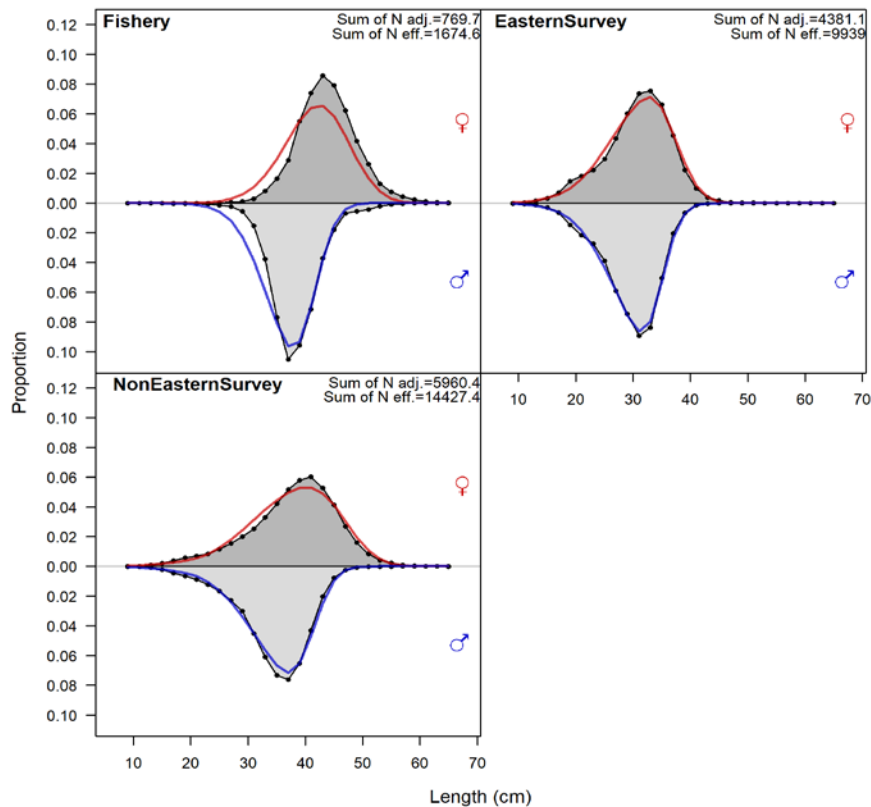 Fishery
Sum of N adj.=769.7
Sum of N eff.=1674.6
EasternSurvey
Sum of N adj.=4381.1
Sum of N eff.=9939
0.12
0.10
0.08
0.06
0.04
0.02
0.00
0.02
0.04
0.06
0.08
0.10
♀
♂
♀
♂
NonEasternSurvey
Sum of N adj.=5960.4
Sum of N eff.=14427.4
0.12
0.10
0.08
0.06
0.04
0.02
0.00
0.02
0.04
0.06
0.08
0.10
♀
♂
10 20 30 40 50 60 70
10 20 30 40 50 60 70
Proportion
Length (cm)